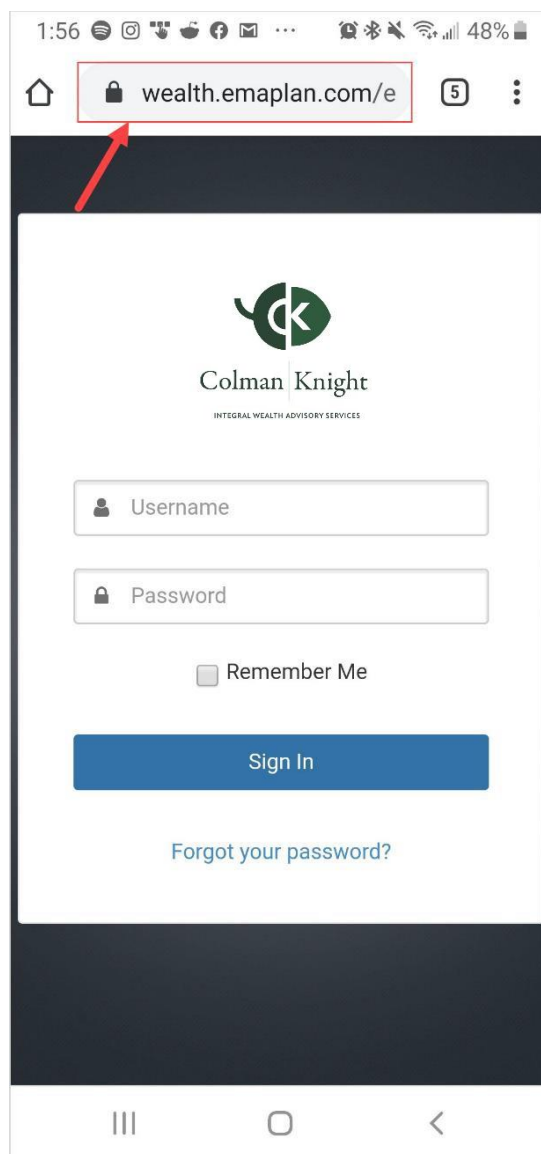 1:56 48%
wealth.emaplan.com/e 5
CK
Colman Knight
INTEGRAL WEALTH ADVISORY SERVICES
Username
Password
Remember Me
Sign In
Forgot your password?